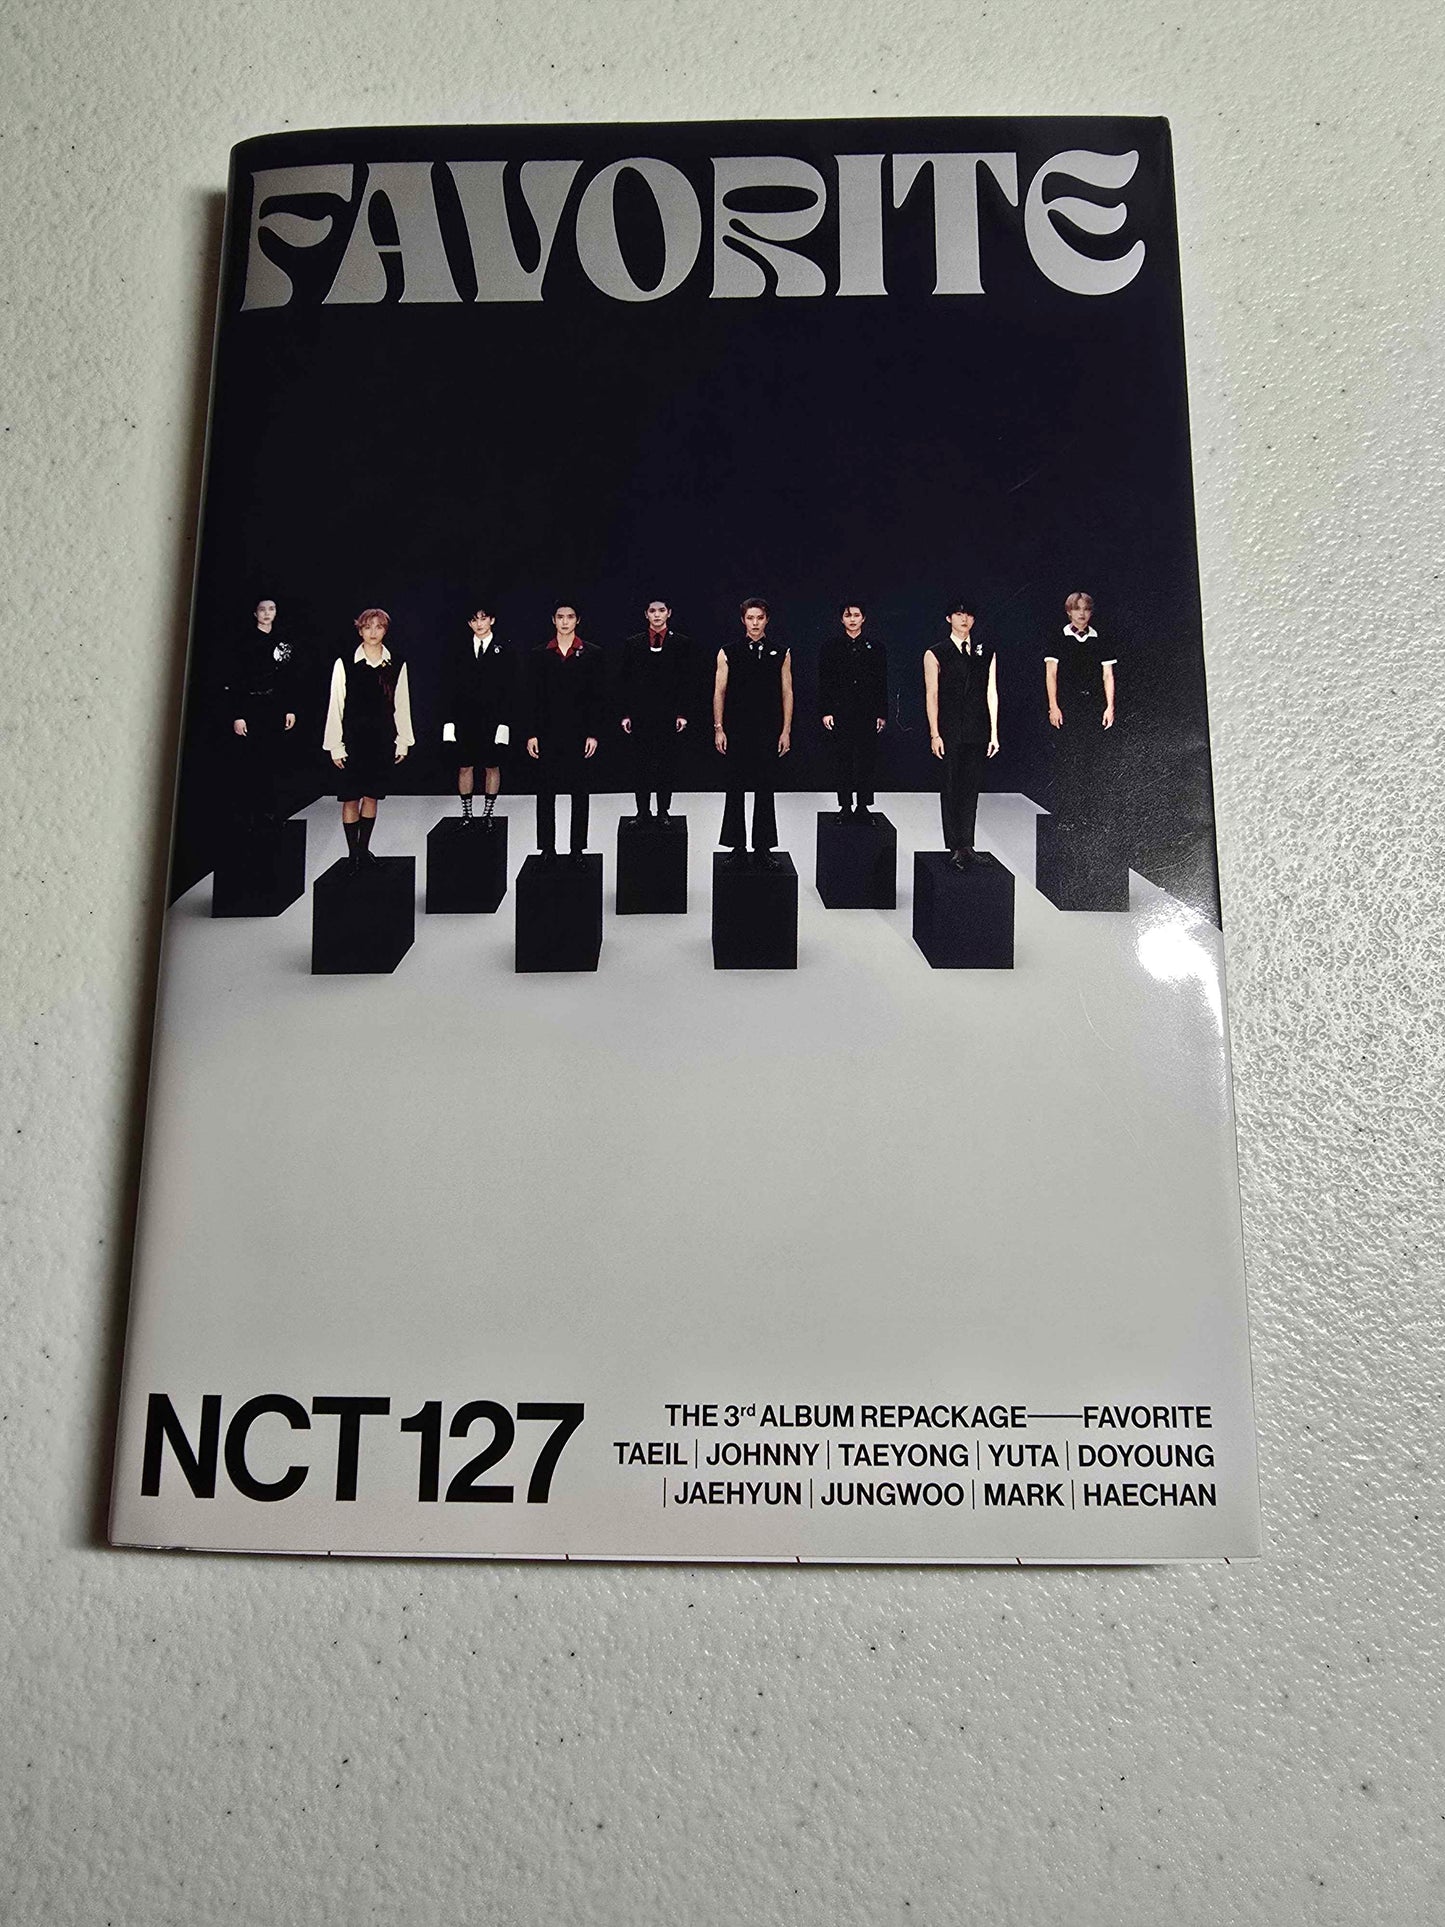 FAVORITE
NCT 127
THE 3rd ALBUM REPACKAGE——FAVORITE
TAEIL | JOHNNY | TAEYONG | YUTA | DOYOUNG
| JAEHYUN | JUNGWOO | MARK | HAECHAN